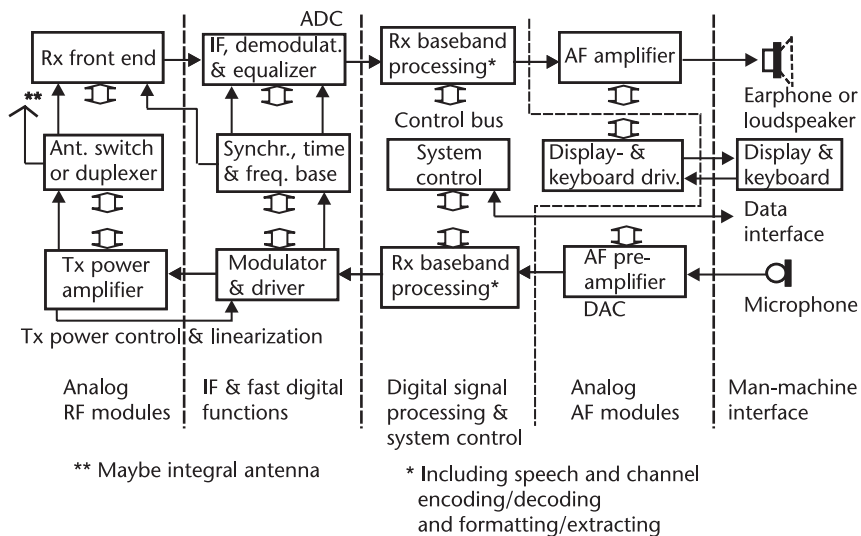 ADC
Rx front end
IF, demodulat.
& equalizer
Rx baseband
processing*
AF amplifier
Earphone or
loudspeaker
**
Control bus
Ant. switch
or duplexer
Synchr., time
& freq. base
System
control
Display- &
keyboard driv.
Display &
keyboard
Data
interface
Tx power
amplifier
Modulator
& driver
Rx baseband
processing*
AF pre-
amplifier
DAC
Microphone
Tx power control & linearization
Analog
RF modules
IF & fast digital
functions
Digital signal
processing &
system control
Analog
AF modules
Man-machine
interface
** Maybe integral antenna
* Including speech and channel
encoding/decoding
and formatting/extracting